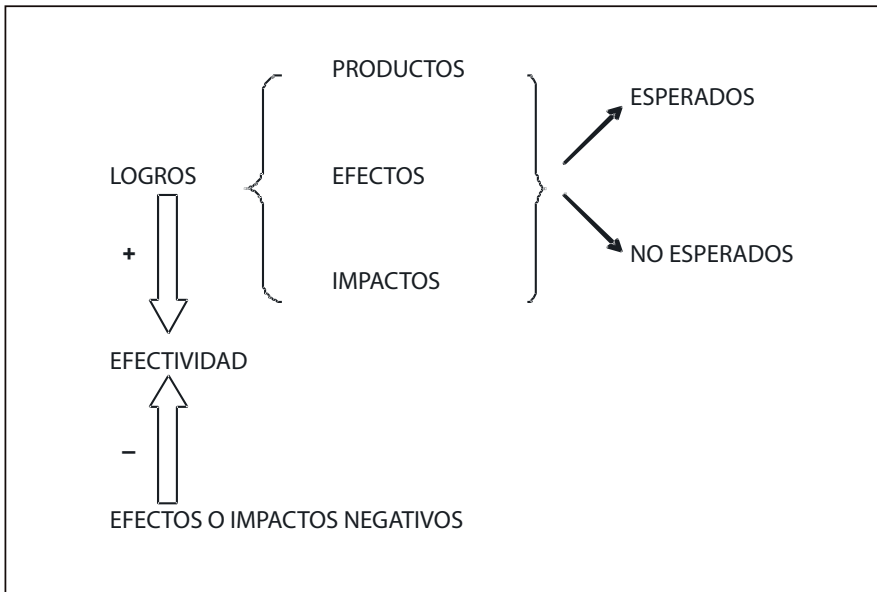 PRODUCTOS
ESPERADOS
LOGROS
EFECTOS
+
NO ESPERADOS
IMPACTOS
EFECTIVIDAD
–
EFECTOS O IMPACTOS NEGATIVOS